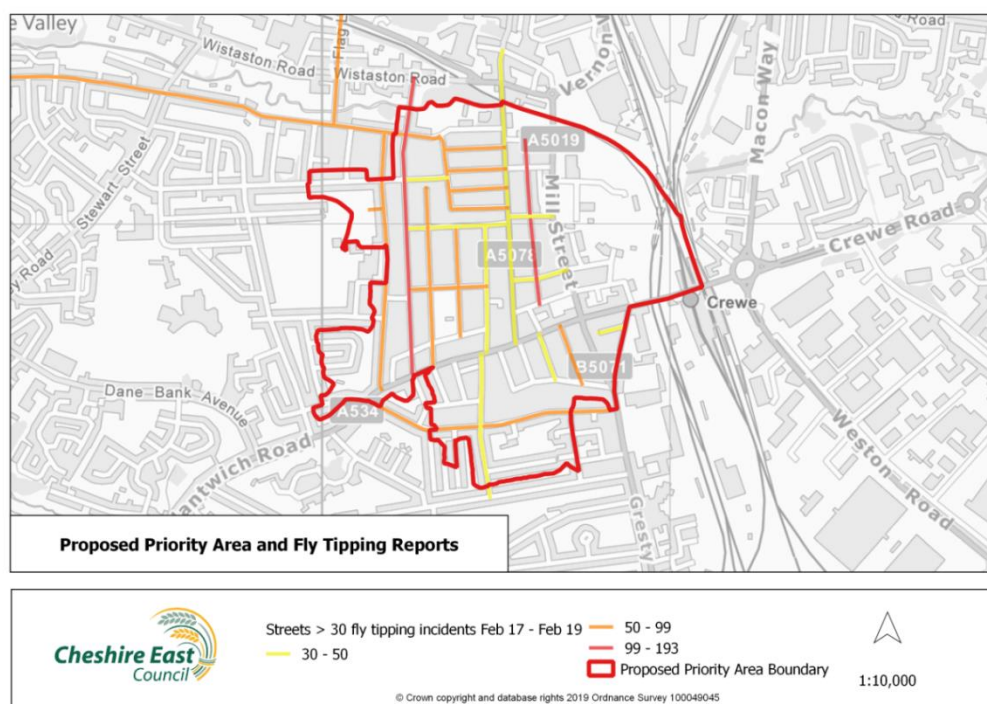 e Valley
Flag L
Wistaston Road
Wistaston Road
Vernon
Road
Macon Way
Stewart Street
ey Road
A5019
Mill Street
A5078
Crewe Road
Crewe
Dane Bank Avenue
B5071
A534
Nantwich Road
Weston Road
Gresty
Proposed Priority Area and Fly Tipping Reports
Cheshire East
Council
Streets > 30 fly tipping incidents Feb 17 - Feb 19
30 - 50
50 - 99
99 - 193
Proposed Priority Area Boundary
1:10,000
© Crown copyright and database rights 2019 Ordnance Survey 100049045